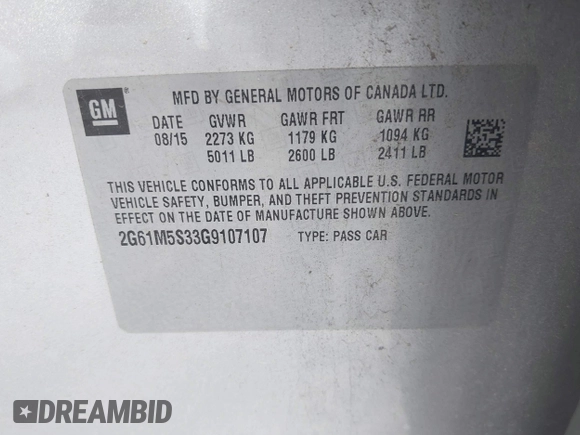 GM
®
MFD BY GENERAL MOTORS OF CANADA LTD.
DATE GVWR GAWR FRT GAWR RR
08/15 2273 KG 1179 KG 1094 KG
5011 LB 2600 LB 2411 LB
THIS VEHICLE CONFORMS TO ALL APPLICABLE U.S. FEDERAL MOTOR
VEHICLE SAFETY, BUMPER, AND THEFT PREVENTION STANDARDS IN
EFFECT ON THE DATE OF MANUFACTURE SHOWN ABOVE.
2G61M5S33G9107107 TYPE: PASS CAR
DREAMBID